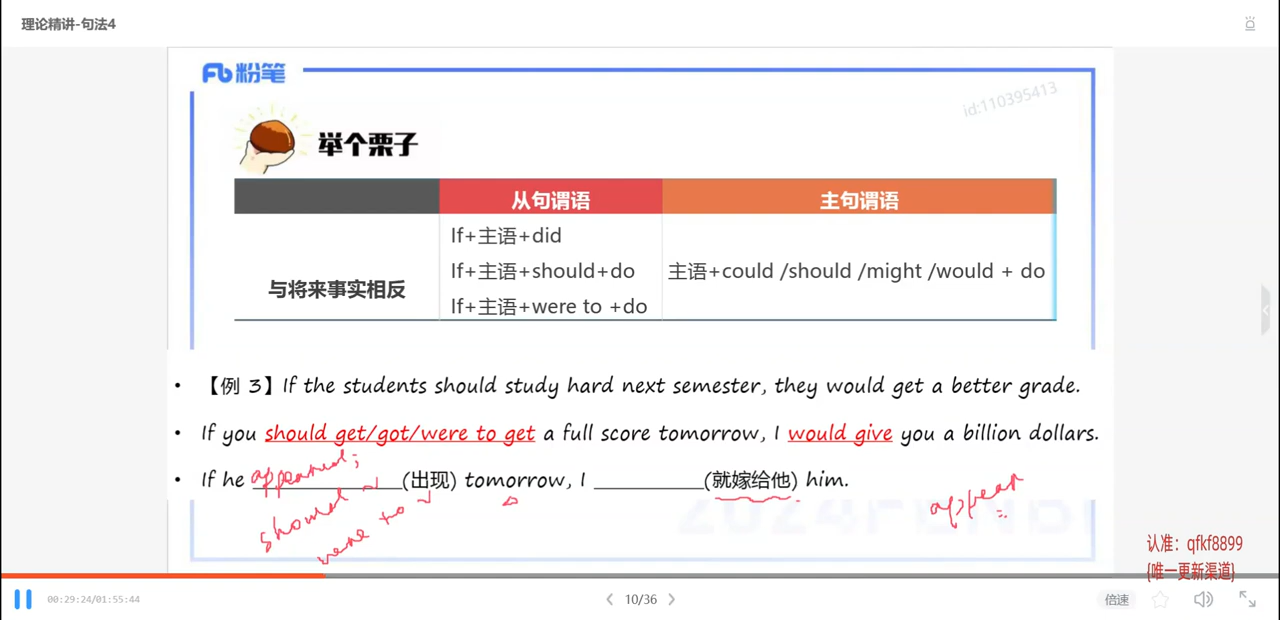 理论精讲-句法4
粉笔
id:110395413
举个栗子
从句谓语 主句谓语
If+主语+did
与将来事实相反 If+主语+should+do 主语+could /should /might /would + do
If+主语+were to +do
• 【例 3】If the students should study hard next semester, they would get a better grade.
• If you should get/got/were to get a full score tomorrow, I would give you a billion dollars.
• If he appeared; (出现) tomorrow, I __________(就嫁给他) him.
should ~
were to ~
appear
认准：qfkf8899
{唯一更新渠道}
00:29:24/01:55:44
10/36
倍速